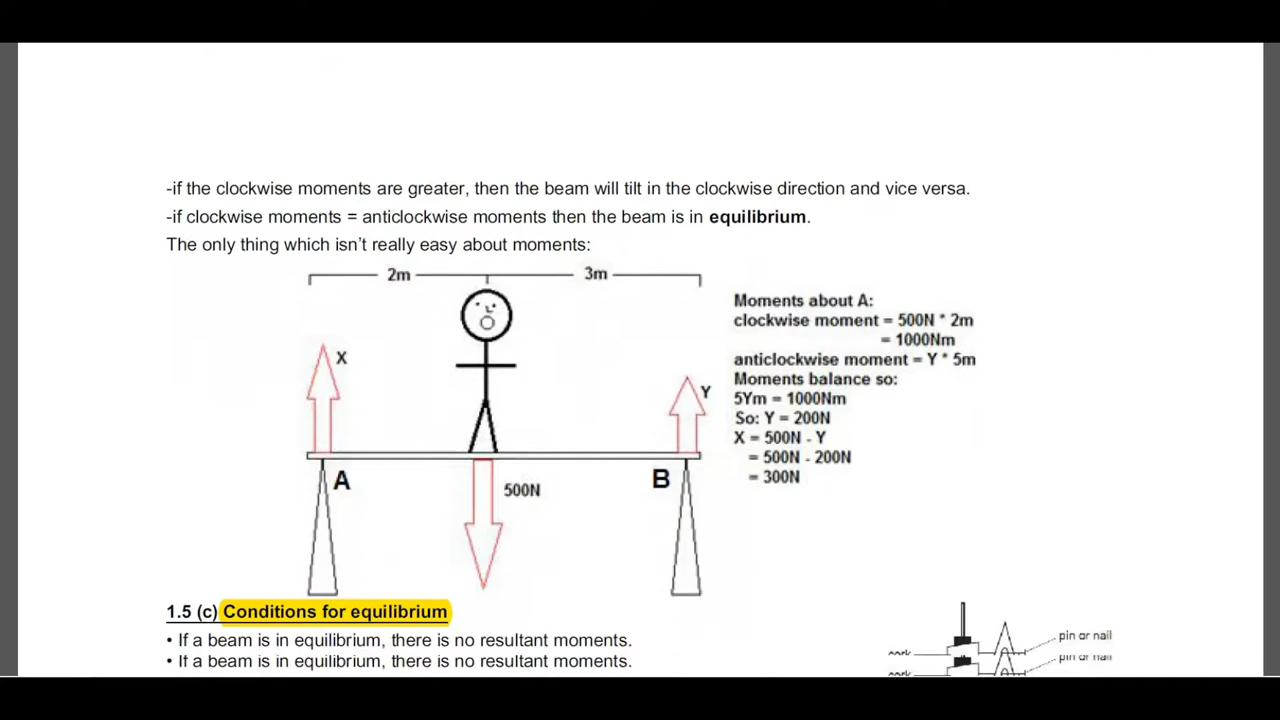 -if the clockwise moments are greater, then the beam will tilt in the clockwise direction and vice versa.
-if clockwise moments = anticlockwise moments then the beam is in equilibrium.
The only thing which isn't really easy about moments:
2m
3m
X
Y
A
B
500N
Moments about A:
clockwise moment = 500N * 2m
= 1000Nm
anticlockwise moment = Y * 5m
Moments balance so:
5Ym = 1000Nm
So: Y = 200N
X = 500N - Y
= 500N - 200N
= 300N
1.5 (c) Conditions for equilibrium
• If a beam is in equilibrium, there is no resultant moments.
• If a beam is in equilibrium, there is no resultant moments.
pin or nail
pin or nail